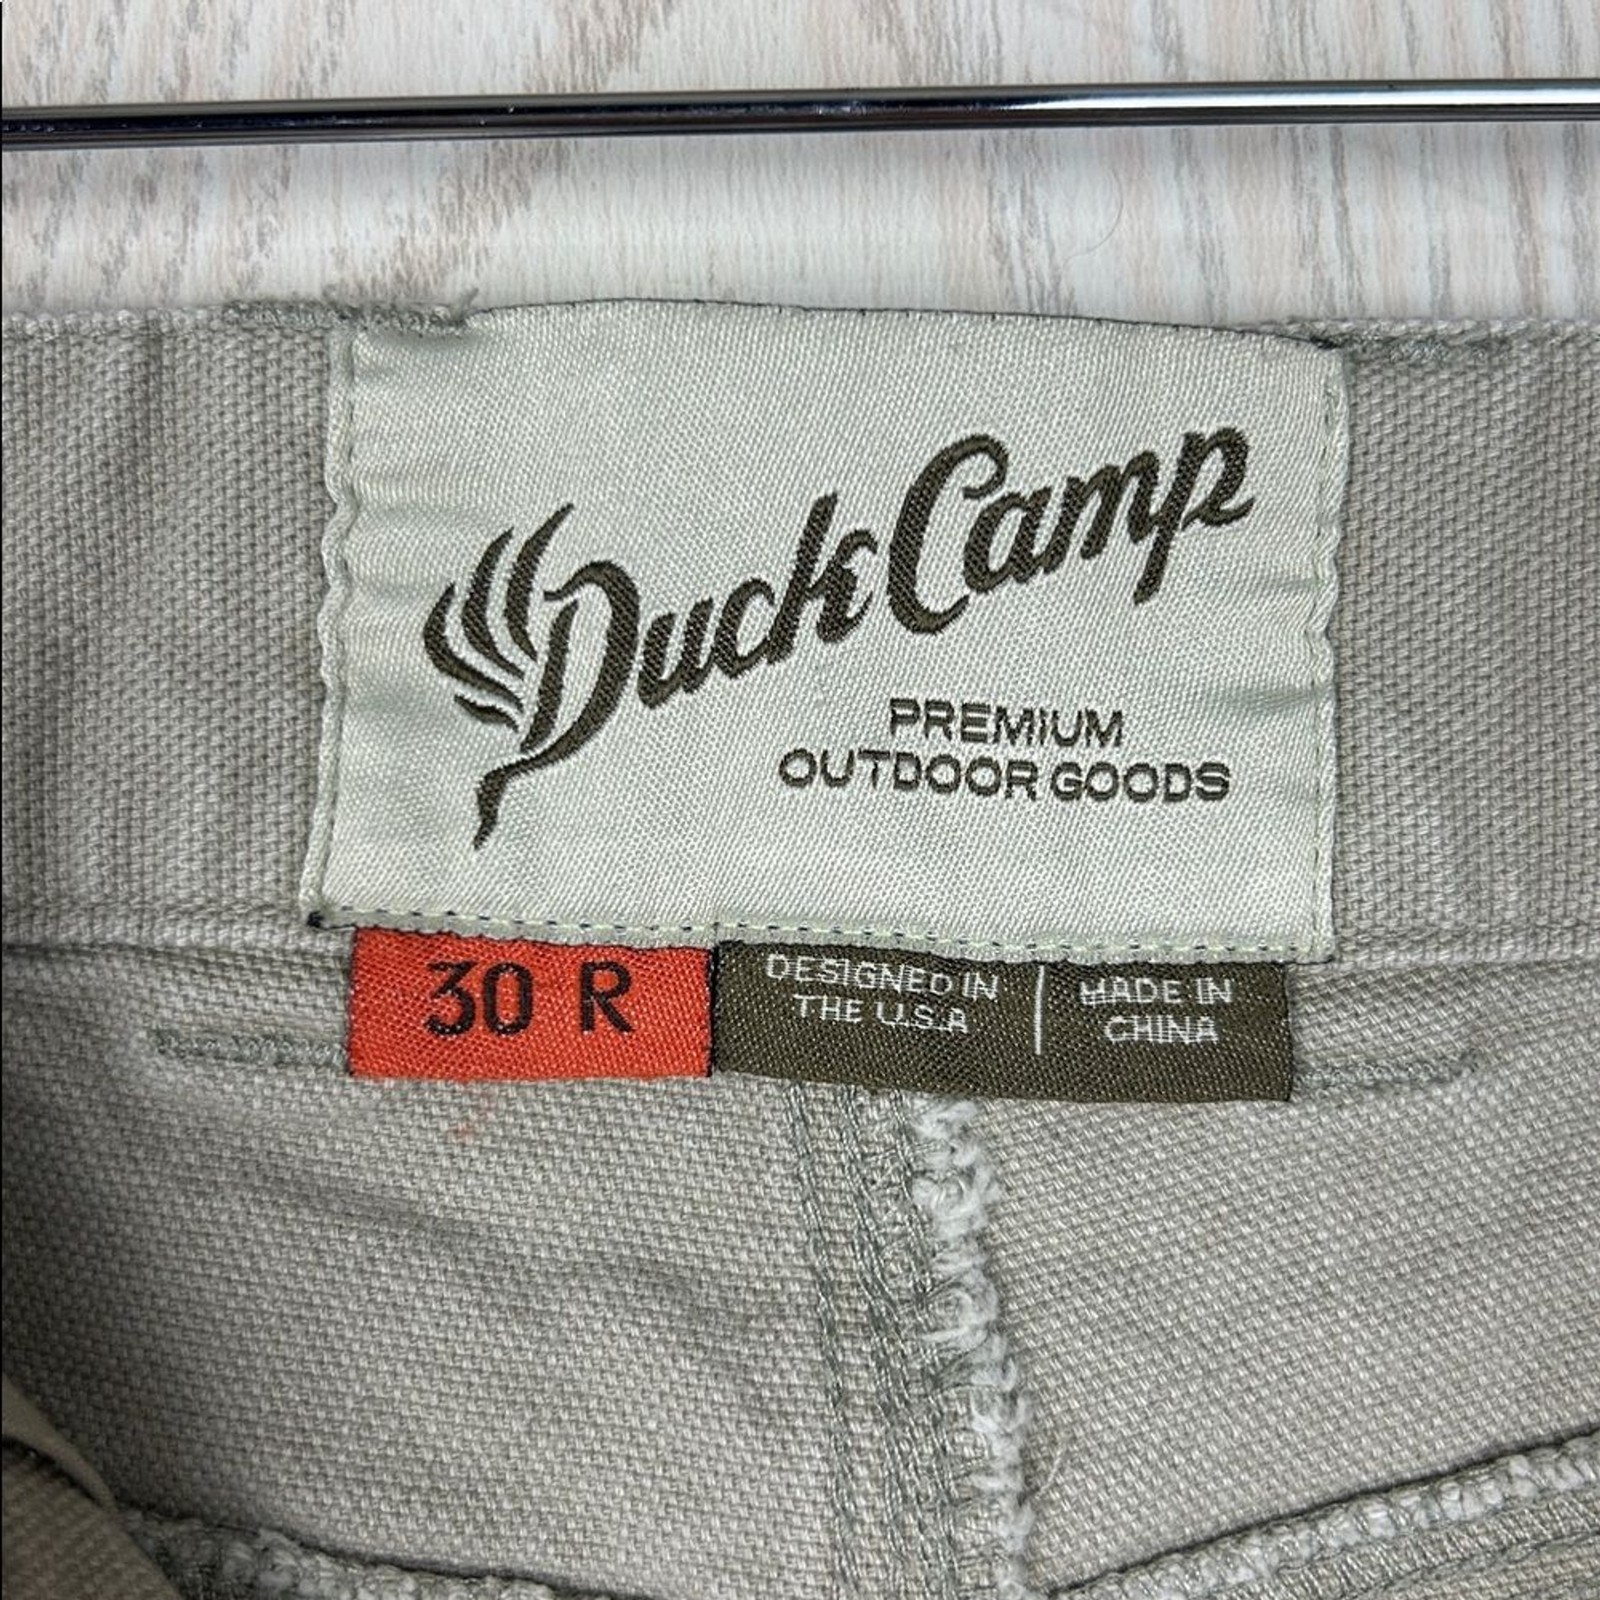 Duck Camp
PREMIUM
OUTDOOR GOODS
30 R
DESIGNED IN
THE U.S.A
MADE IN
CHINA